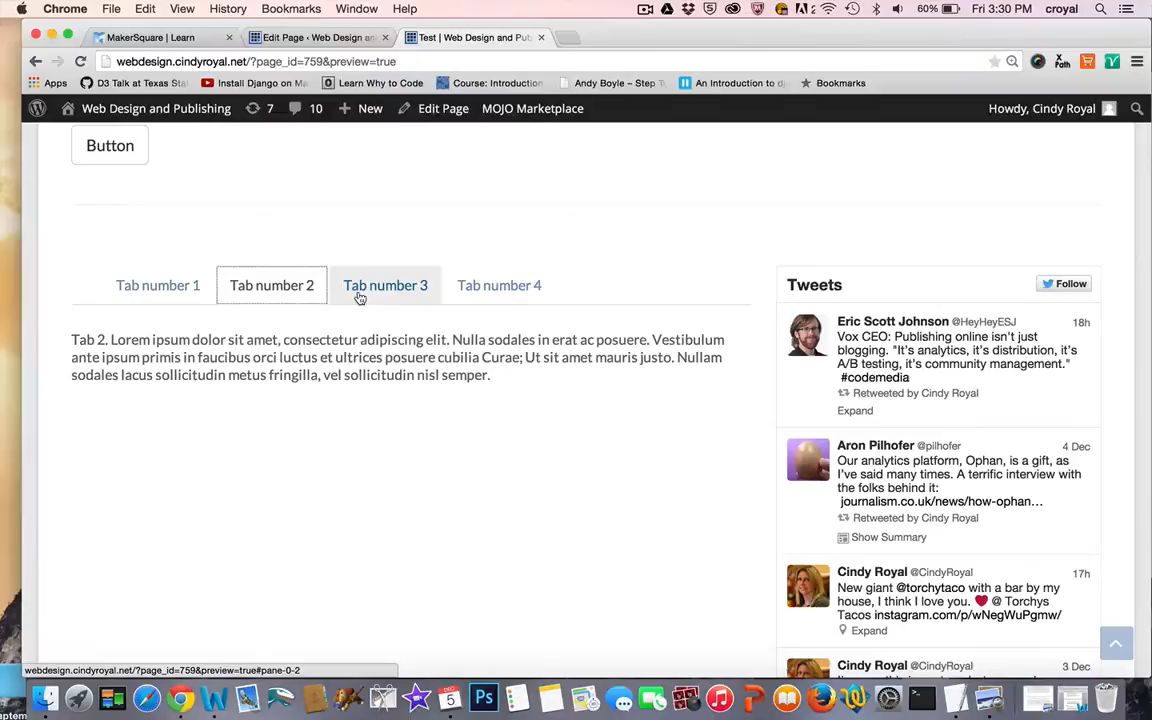 Chrome File Edit View History Bookmarks Window Help 60% Fri 3:30 PM croyal
MakerSquare | Learn Edit Page ‹ Web Design an Test | Web Design and Pub
webdesign.cindyroyal.net/?page_id=759&preview=true
Apps D3 Talk at Texas Sta Install Django on Ma Learn Why to Code Course: Introduction Andy Boyle – Step T An Introduction to d Bookmarks
Web Design and Publishing 7 10 + New Edit Page MOJO Marketplace Howdy, Cindy Royal
Button
Tab number 1 Tab number 2 Tab number 3 Tab number 4
Tab 2. Lorem ipsum dolor sit amet, consectetur adipiscing elit. Nulla sodales in erat ac posuere. Vestibulum
ante ipsum primis in faucibus orci luctus et ultrices posuere cubilia Curae; Ut sit amet mauris justo. Nullam
sodales lacus sollicitudin metus fringilla, vel sollicitudin nisl semper.
Tweets Follow
Eric Scott Johnson @HeyHeyESJ 18h
Vox CEO: Publishing online isn't just
blogging. "It's analytics, it's distribution, it's
A/B testing, it's community management."
#codemedia
Retweeted by Cindy Royal
Expand
Aron Pilhofer @pilhofer 4 Dec
Our analytics platform, Ophan, is a gift, as
I've said many times. A terrific interview with
the folks behind it:
journalism.co.uk/news/how-ophan…
Retweeted by Cindy Royal
Show Summary
Cindy Royal @CindyRoyal 17h
New giant @torchytaco with a bar by my
house, I think I love you. ❤ @ Torchys
Tacos instagram.com/p/wNegWuPgmw/
Expand
Cindy Royal @CindyRoyal 3 Dec
webdesign.cindyroyal.net/?page_id=759&preview=true#pane-0-2